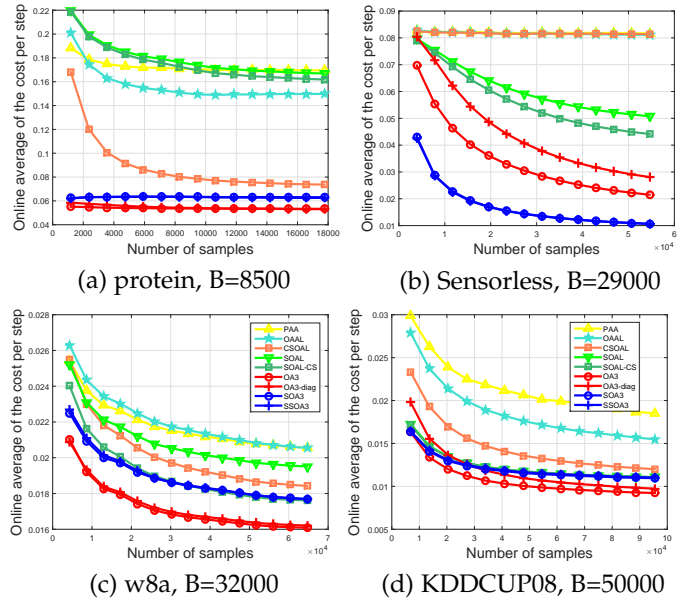 Online average of the cost per step
0.22
0.2
0.18
0.16
0.14
0.12
0.1
0.08
0.06
0.04
2000 4000 6000 8000 10000 12000 14000 16000 18000
Number of samples
(a) protein, B=8500
Online average of the cost per step
0.09
0.08
0.07
0.06
0.05
0.04
0.03
0.02
0.01
0 1 2 3 4 5 6
×10⁴
Number of samples
(b) Sensorless, B=29000
Online average of the cost per step
0.028
0.026
0.024
0.022
0.02
0.018
0.016
PAA
OAAL
CSOAL
SOAL
SOAL-CS
OA3
OA3-diag
SOA3
SSOA3
0 1 2 3 4 5 6 7
×10⁴
Number of samples
(c) w8a, B=32000
Online average of the cost per step
0.03
0.025
0.02
0.015
0.01
0.005
PAA
OAAL
CSOAL
SOAL
SOAL-CS
OA3
OA3-diag
SOA3
SSOA3
0 1 2 3 4 5 6 7 8 9 10
×10⁴
Number of samples
(d) KDDCUP08, B=50000